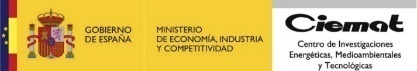 GOBIERNO
DE ESPAÑA
MINISTERIO
DE ECONOMÍA, INDUSTRIA
Y COMPETITIVIDAD
Ciemat
Centro de Investigaciones
Energéticas, Medioambientales
y Tecnológicas